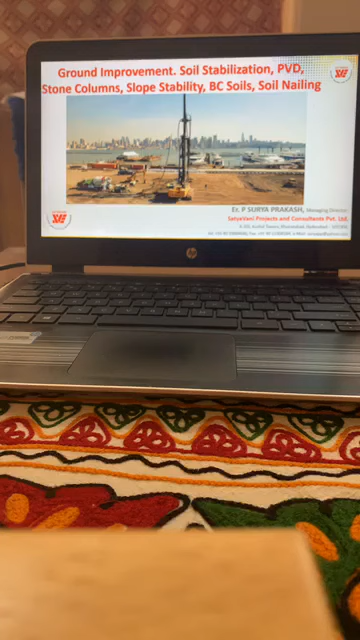 Ground Improvement. Soil Stabilization, PVD,
Stone Columns, Slope Stability, BC Soils, Soil Nailing
Er. P SURYA PRAKASH, Managing Director
SatyaVani Projects and Consultants Pvt. Ltd.
hp